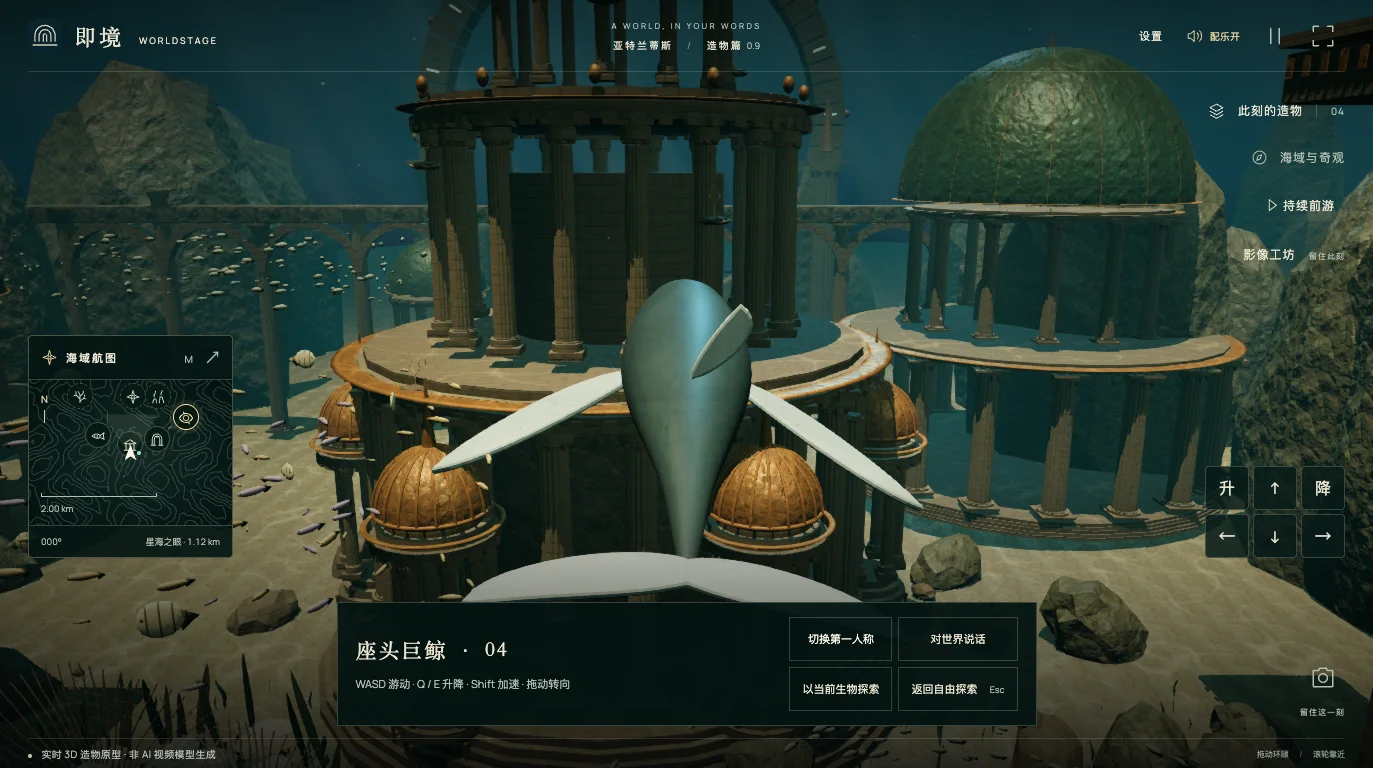 即境 WORLDSTAGE
A WORLD, IN YOUR WORDS
亚特兰蒂斯 / 造物篇 0.9
设置 配乐开
此刻的造物 04
海域与奇观
持续前游
影像工坊 留住此刻
海域航图 M
N
2.00 km
000° 星海之眼 · 1.12 km
升 ↑ 降
← ↓ →
座头巨鲸 · 04
WASD 游动 · Q / E 升降 · Shift 加速 · 拖动转向
切换第一人称 对世界说话
以当前生物探索 返回自由探索 Esc
留住这一刻
实时 3D 造物原型 · 非 AI 视频模型生成
拖动环顾 / 滚轮靠近